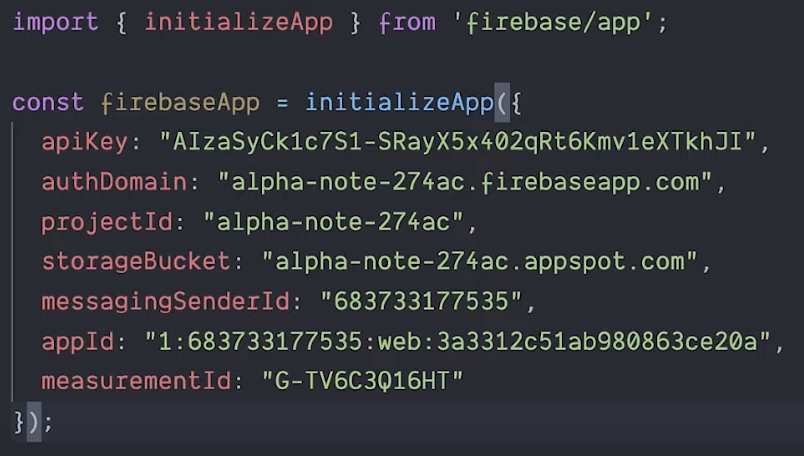 import { initializeApp } from 'firebase/app';
const firebaseApp = initializeApp({
apiKey: "AIzaSyCk1c7S1-SRayX5x402qRt6Kmv1eXTkhJI",
authDomain: "alpha-note-274ac.firebaseapp.com",
projectId: "alpha-note-274ac",
storageBucket: "alpha-note-274ac.appspot.com",
messagingSenderId: "683733177535",
appId: "1:683733177535:web:3a3312c51ab980863ce20a",
measurementId: "G-TV6C3Q16HT"
});